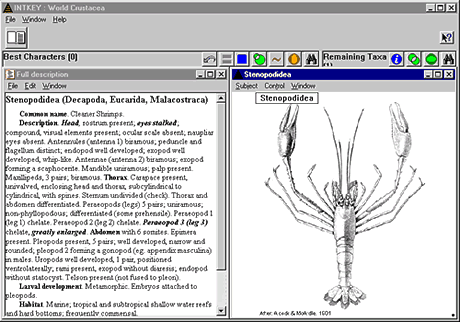 INTKEY : World Crustacea
File Window Help
Best Characters [0]
Remaining Taxa
(1)
Full description
File Edit Window
Stenopodidea (Decapoda, Eucarida, Malacostraca)
Common name. Cleaner Shrimps.
Description. Head, rostrum present; eyes stalked;
compound, visual elements present; ocular scale absent; naupliar
eyes absent. Antennules (antenna 1) biramous; peduncle and
flagellum distinct; endopod well developed; exopod well
developed, whip-like. Antennae (antenna 2) biramous; exopod
forming a scaphocerite. Mandible uniramous; palp present.
Maxillipeds, 3 pairs; biramous. Thorax. Carapace present,
univalved, enclosing head and thorax, subcylindrical to
cylindrical, with spines. Sternum undivided (check). Thorax and
abdomen differentiated. Peraeopods (legs) 5 pairs; uniramous;
non-phyllopodous; differentiated (some prehensile). Peraeopod 1
(leg 1) chelate. Peraeopod 2 (leg 2) chelate. Peraeopod 3 (leg 3)
chelate, greatly enlarged. Abdomen with 6 somites. Epimera
present. Pleopods present, 5 pairs; well developed; narrow and
rounded; pleopod 2 forming a gonopod (eg. appendix masculina)
in males. Uropods well developed, 1 pair, positioned
ventrolaterally; rami present, exopod without diaeresis; endopod
without statocyst. Telson present (not fused to pleon).
Larval development. Metamorphic. Embryos attached to
pleopods.
Habitat. Marine; tropical and subtropical shallow water reefs
and hard bottoms; frequently commensal.
Stenopodidea
Subject Control Window
Stenopodidea
After Alcock & McArdle, 1901